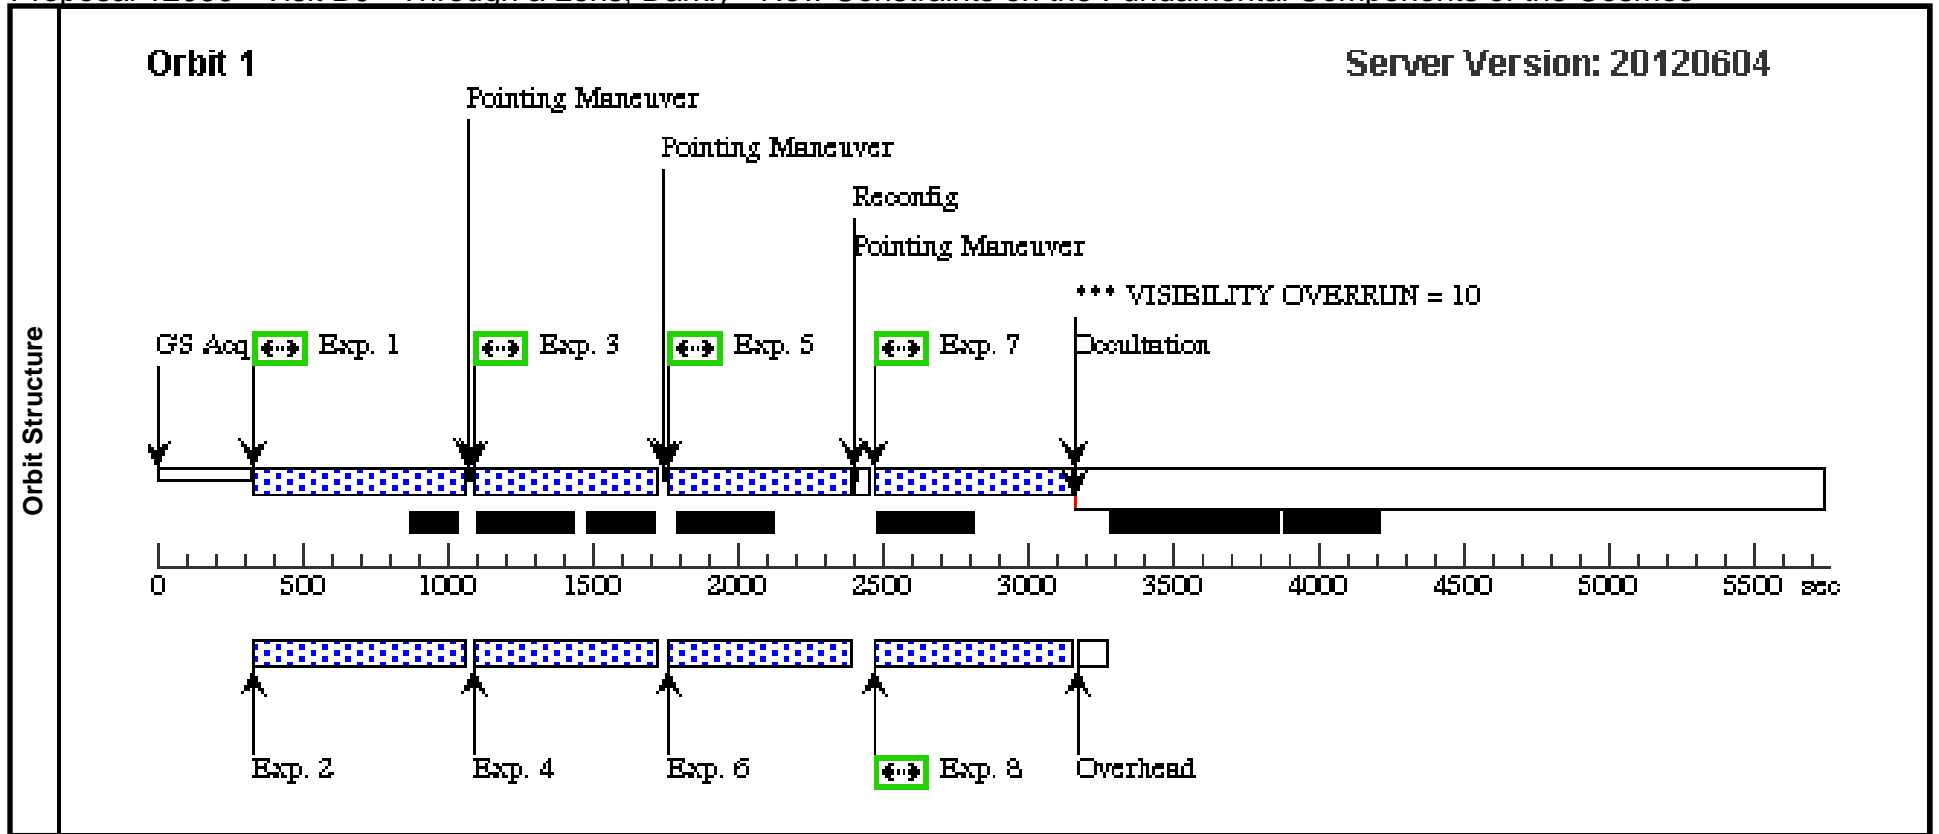 Orbit 1
Server Version: 20120604
Pointing Maneuver
Pointing Maneuver
Reconfig
Pointing Maneuver
*** VISIBILITY OVERRUN = 10
GS Acq
Exp. 1
Exp. 3
Exp. 5
Exp. 7
Occultation
Orbit Structure
0 500 1000 1500 2000 2500 3000 3500 4000 4500 5000 5500 sec
Exp. 2
Exp. 4
Exp. 6
Exp. 8
Overhead